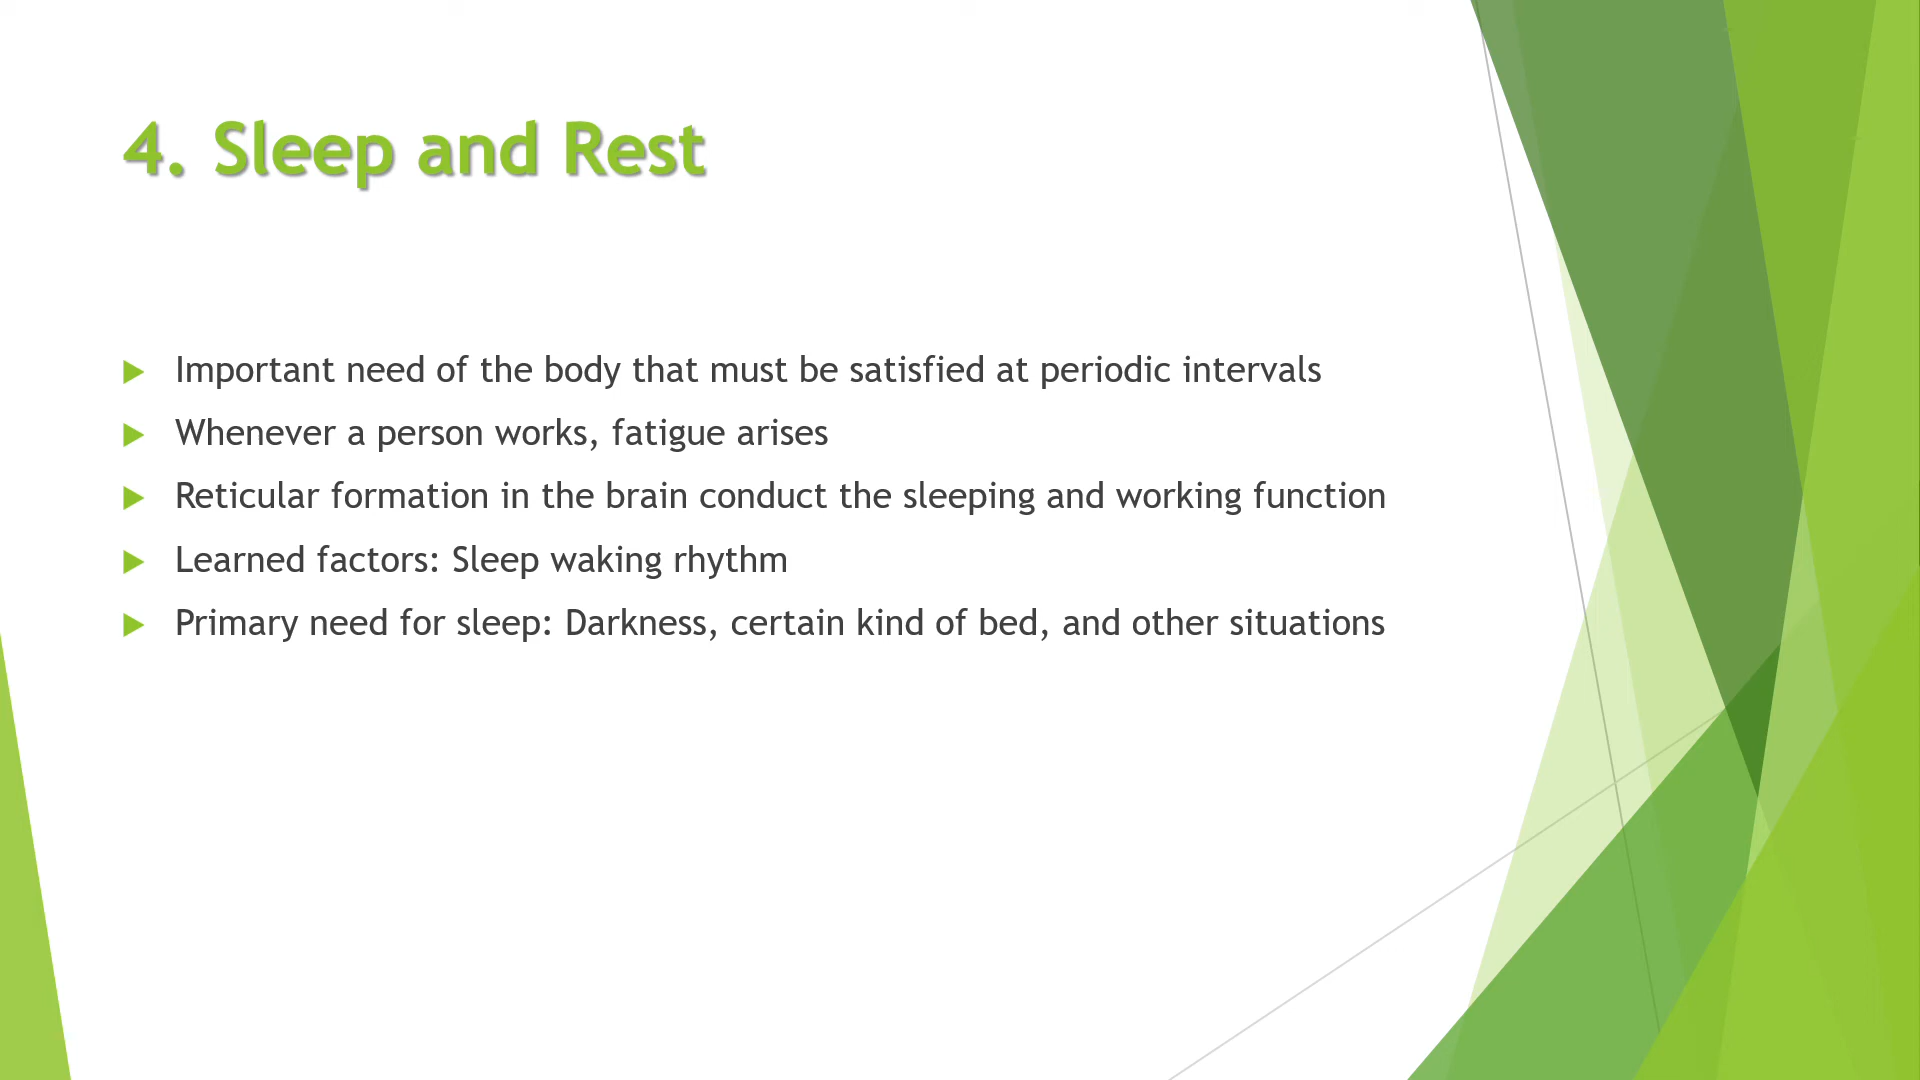 4. Sleep and Rest
Important need of the body that must be satisfied at periodic intervals
Whenever a person works, fatigue arises
Reticular formation in the brain conduct the sleeping and working function
Learned factors: Sleep waking rhythm
Primary need for sleep: Darkness, certain kind of bed, and other situations